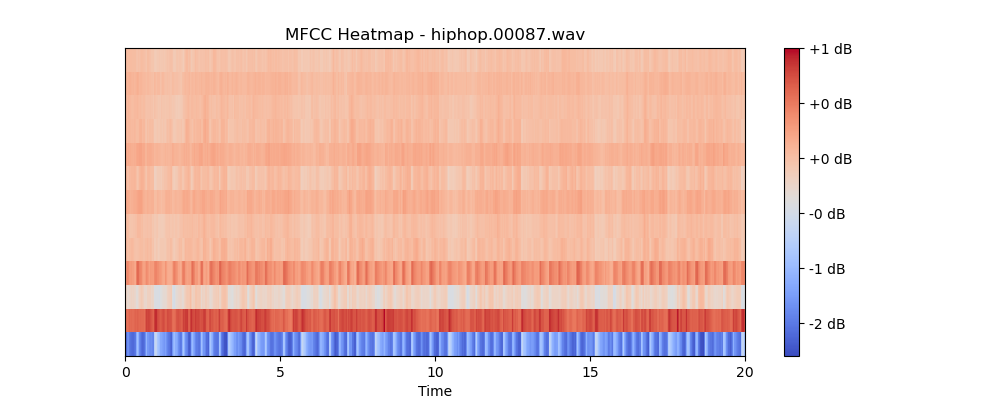 MFCC Heatmap - hiphop.00087.wav
+1 dB
+0 dB
+0 dB
-0 dB
-1 dB
-2 dB
0 5 10 15 20
Time